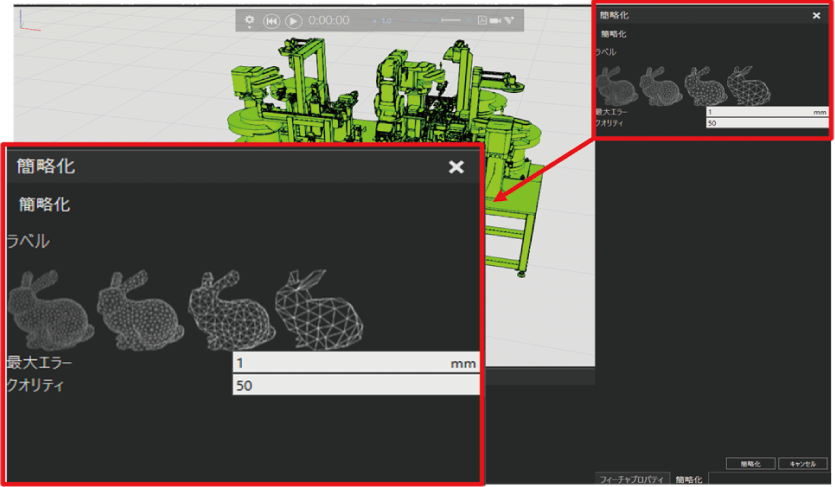 0:00:00
x 1.0
簡略化
簡略化
ラベル
最大エラー
1 mm
クオリティ
50
簡略化
簡略化
ラベル
最大エラー
1 mm
クオリティ
50
簡略化 キャンセル
フィーチャプロパティ 簡略化